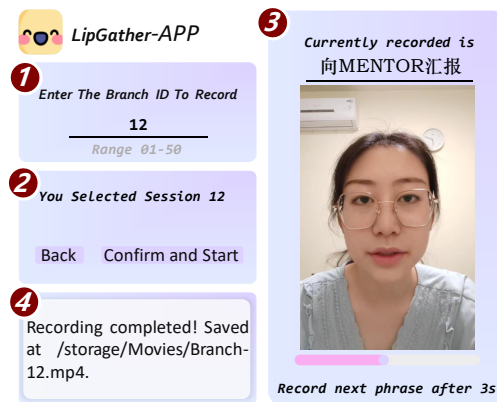 LipGather-APP
1
Enter The Branch ID To Record
12
Range 01-50
2
You Selected Session 12
Back Confirm and Start
4
Recording completed! Saved
at /storage/Movies/Branch-
12.mp4.
3
Currently recorded is
向MENTOR汇报
Record next phrase after 3s